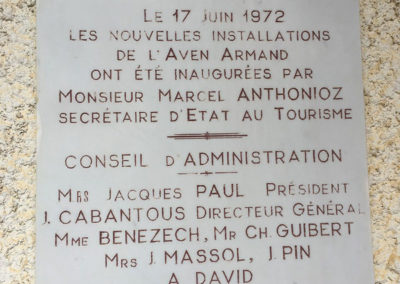 Le 17 Juin 1972
les nouvelles installations
de l'Aven Armand
ont été inaugurées par
Monsieur Marcel ANTHONIOZ
secrétaire d'Etat au Tourisme
CONSEIL D'ADMINISTRATION
Mrs Jacques PAUL Président
J. CABANTOUS Directeur Général
Mme BENEZECH, Mr Ch. GUIBERT
Mrs J. MASSOL, J. PIN
A. DAVID